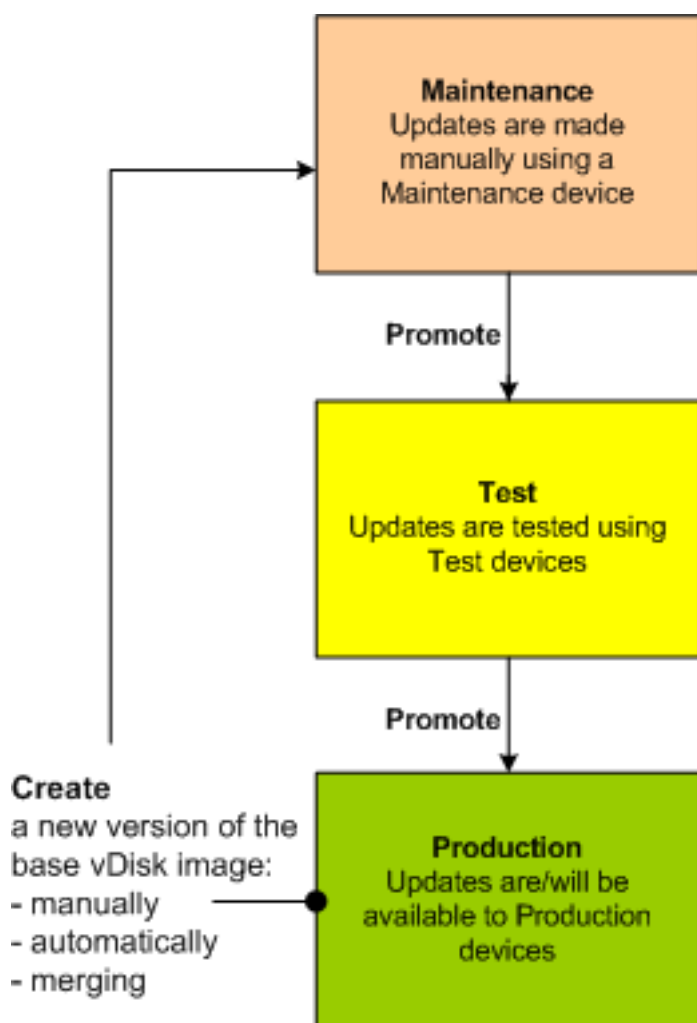 Maintenance
Updates are made
manually using a
Maintenance device
Promote
Test
Updates are tested using
Test devices
Promote
Create
a new version of the
base vDisk image:
- manually
- automatically
- merging
Production
Updates are/will be
available to Production
devices